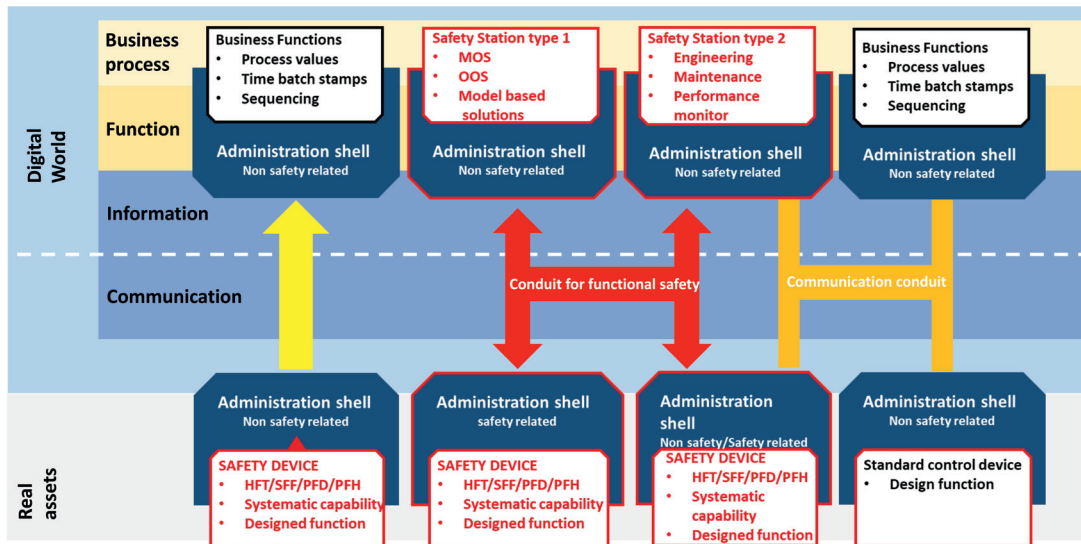 Digital
World
Real
assets
Business
process
Function
Information
Communication
Business Functions
• Process values
• Time batch stamps
• Sequencing
Administration shell
Non safety related
Safety Station type 1
• MOS
• OOS
• Model based
solutions
Administration shell
Non safety related
Safety Station type 2
• Engineering
• Maintenance
• Performance
monitor
Administration shell
Non safety related
Business Functions
• Process values
• Time batch stamps
• Sequencing
Administration shell
Non safety related
Conduit for functional safety
Communication conduit
Administration shell
Non safety related
SAFETY DEVICE
• HFT/SFF/PFD/PFH
• Systematic capability
• Designed function
Administration shell
safety related
SAFETY DEVICE
• HFT/SFF/PFD/PFH
• Systematic capability
• Designed function
Administration
shell
Non safety/Safety related
SAFETY DEVICE
• HFT/SFF/PFD/PFH
• Systematic
capability
• Designed function
Administration shell
Non safety related
Standard control device
• Design function